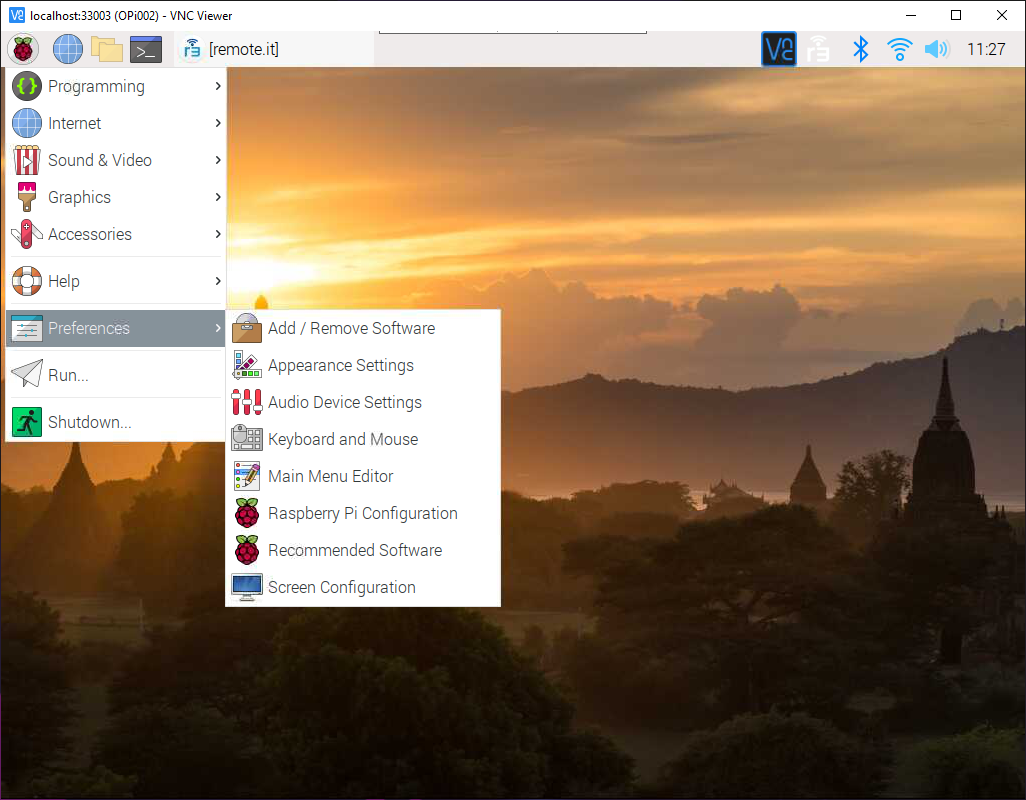 localhost:33003 (OPi002) - VNC Viewer
[remote.it]
11:27
Programming
Internet
Sound & Video
Graphics
Accessories
Help
Preferences
Run...
Shutdown...
Add / Remove Software
Appearance Settings
Audio Device Settings
Keyboard and Mouse
Main Menu Editor
Raspberry Pi Configuration
Recommended Software
Screen Configuration